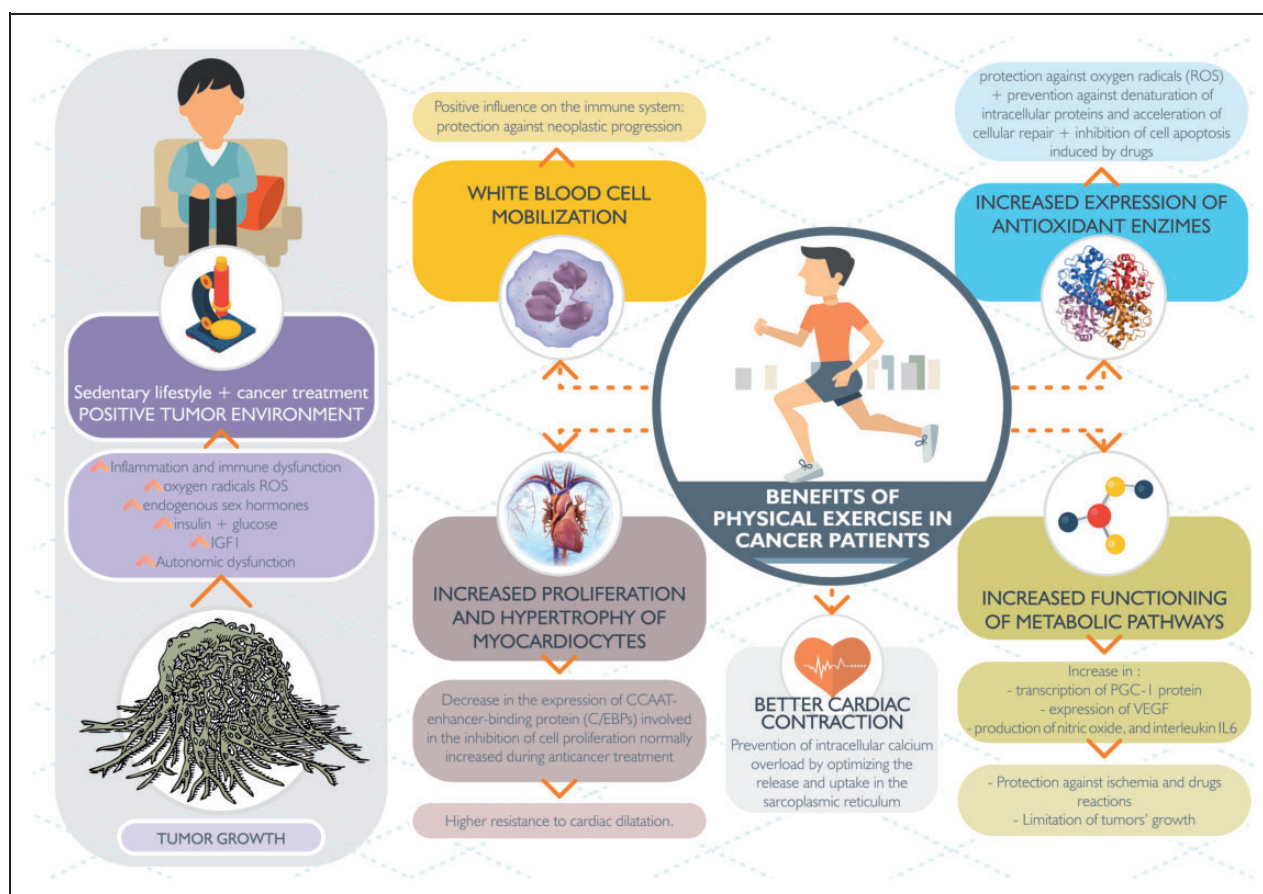 Sedentary lifestyle + cancer treatment
POSITIVE TUMOR ENVIRONMENT
Inflammation and immune dysfunction
oxygen radicals ROS
endogenous sex hormones
insulin + glucose
IGF1
Autonomic dysfunction
TUMOR GROWTH
Positive influence on the immune system:
protection against neoplastic progression
WHITE BLOOD CELL
MOBILIZATION
protection against oxygen radicals (ROS)
+ prevention against denaturation of
intracellular proteins and acceleration of
cellular repair + inhibition of cell apoptosis
induced by drugs
INCREASED EXPRESSION OF
ANTIOXIDANT ENZIMES
BENEFITS OF
PHYSICAL EXERCISE IN
CANCER PATIENTS
INCREASED PROLIFERATION
AND HYPERTROPHY OF
MYOCARDIOCYTES
Decrease in the expression of CCAAT-
enhancer-binding protein (C/EBPs) involved
in the inhibition of cell proliferation normally
increased during anticancer treatment
Higher resistance to cardiac dilatation.
BETTER CARDIAC
CONTRACTION
Prevention of intracellular calcium
overload by optimizing the
release and uptake in the
sarcoplasmic reticulum
INCREASED FUNCTIONING
OF METABOLIC PATHWAYS
Increase in :
- transcription of PGC-1 protein
- expression of VEGF
- production of nitric oxide, and interleukin IL6
- Protection against ischemia and drugs
reactions
- Limitation of tumors' growth